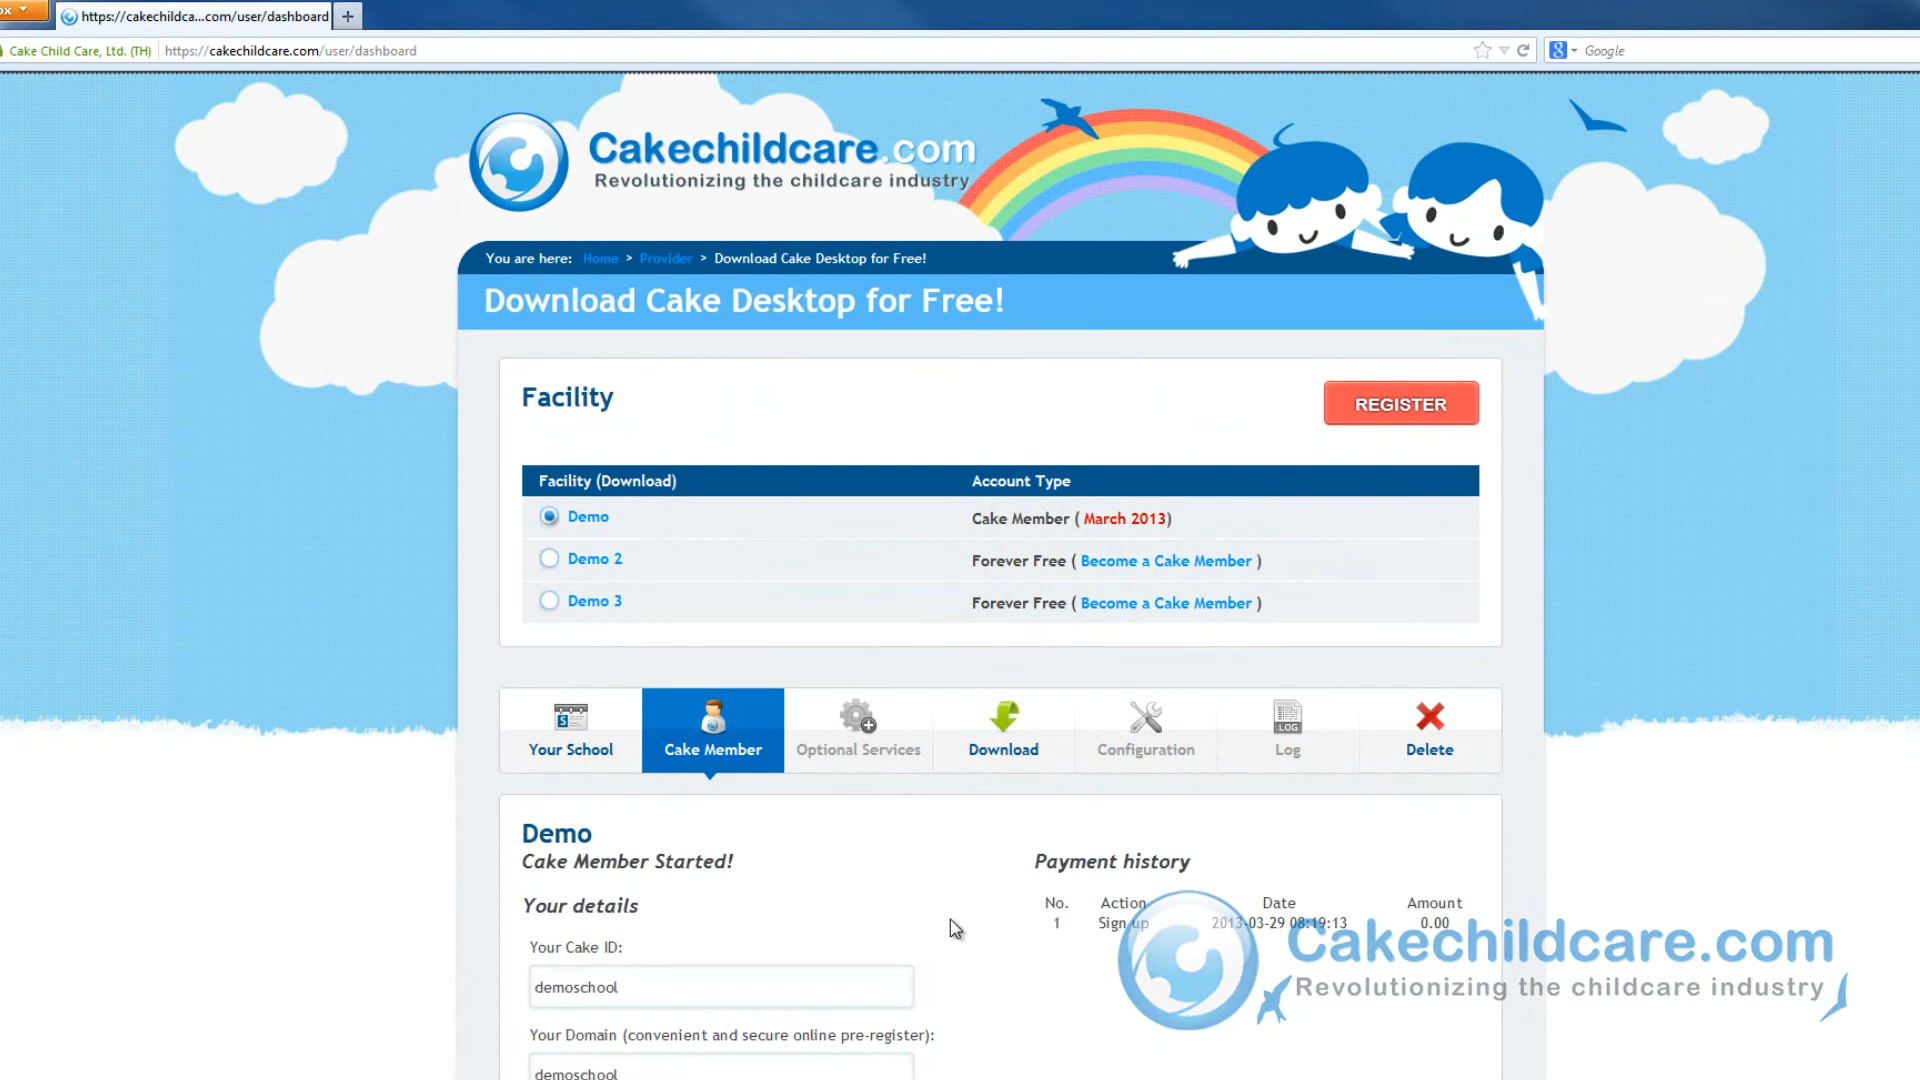 ox
https://cakechildca...com/user/dashboard
+
Cake Child Care, Ltd. (TH)
https://cakechildcare.com/user/dashboard
8
Google
Cakechildcare.com
Revolutionizing the childcare industry
You are here: Home > Provider > Download Cake Desktop for Free!
Download Cake Desktop for Free!
Facility
REGISTER
Facility (Download) Account Type
Demo Cake Member ( March 2013)
Demo 2 Forever Free ( Become a Cake Member )
Demo 3 Forever Free ( Become a Cake Member )
S
LOG
Your School Cake Member Optional Services Download Configuration Log Delete
Demo
Cake Member Started!
Payment history
Your details
No. Action Date Amount
1 Sign up 2013-03-29 08:19:13 0.00
Your Cake ID:
demoschool
Your Domain (convenient and secure online pre-register):
demoschool
Cakechildcare.com
Revolutionizing the childcare industry